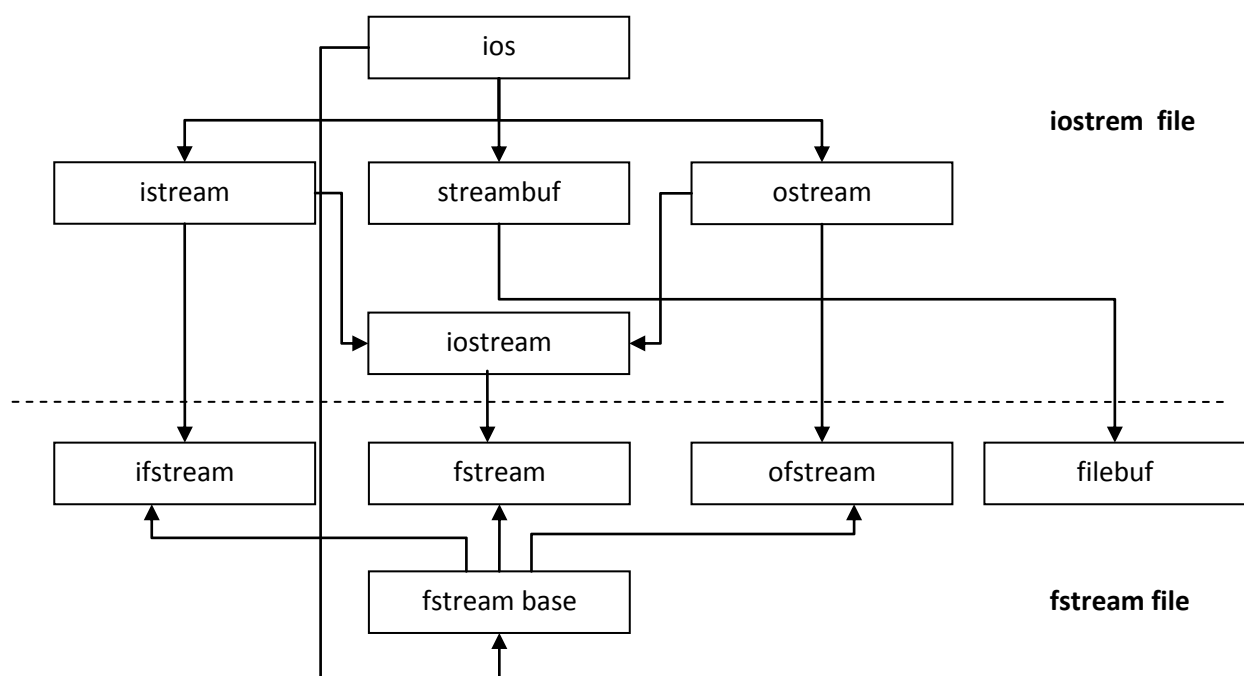 ios
iostrem file
istream
streambuf
ostream
iostream
ifstream
fstream
ofstream
filebuf
fstream base
fstream file